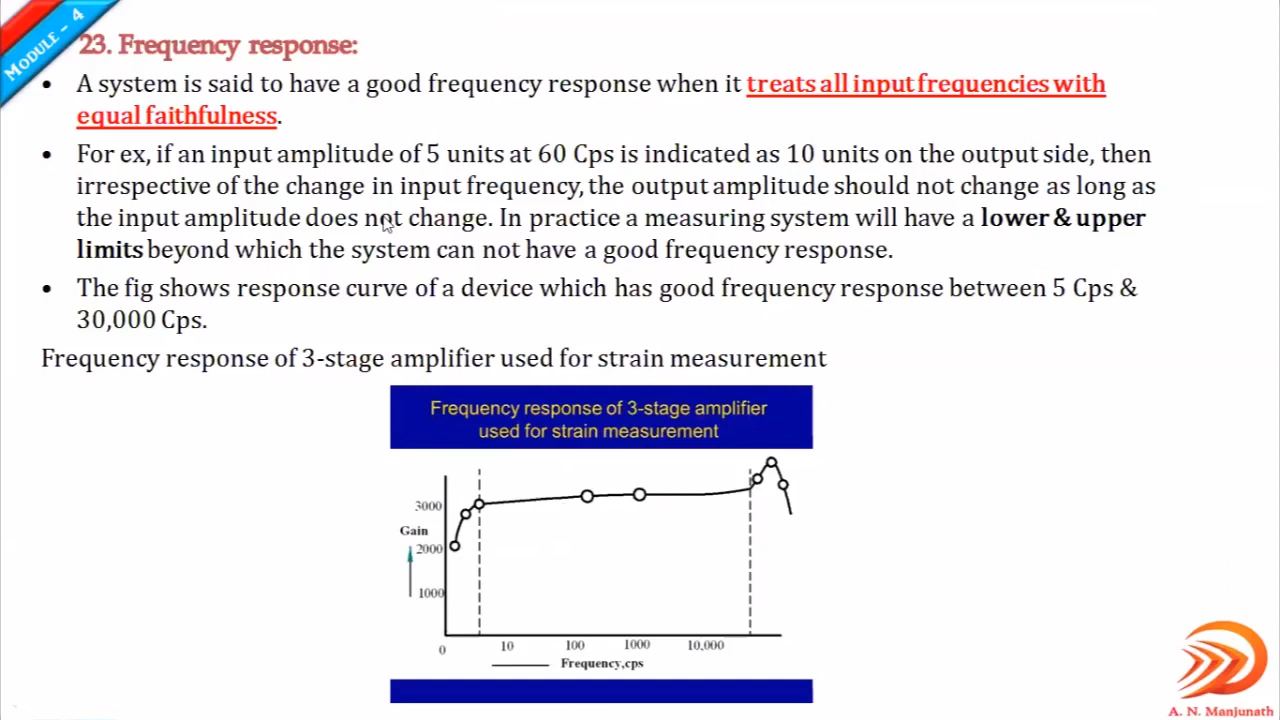 MODULE – 4
23. Frequency response:
• A system is said to have a good frequency response when it treats all input frequencies with
equal faithfulness.
• For ex, if an input amplitude of 5 units at 60 Cps is indicated as 10 units on the output side, then
irrespective of the change in input frequency, the output amplitude should not change as long as
the input amplitude does not change. In practice a measuring system will have a lower & upper
limits beyond which the system can not have a good frequency response.
• The fig shows response curve of a device which has good frequency response between 5 Cps &
30,000 Cps.
Frequency response of 3-stage amplifier used for strain measurement
Frequency response of 3-stage amplifier
used for strain measurement
3000
Gain
2000
1000
0 10 100 1000 10,000
Frequency,cps
A. N. Manjunath